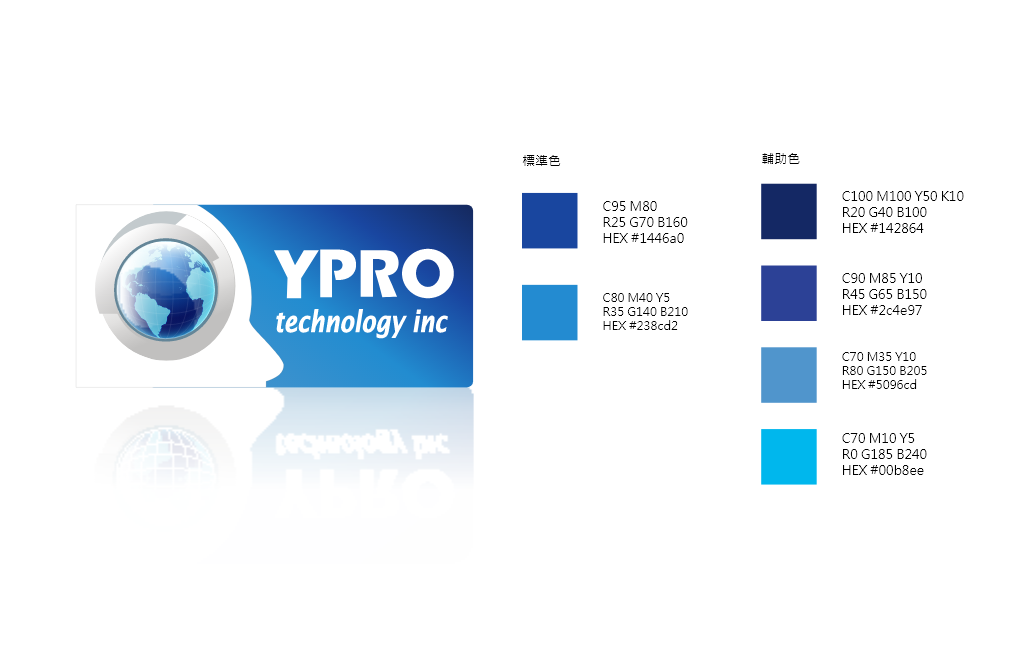 YPRO
technology inc
標準色
C95 M80
R25 G70 B160
HEX #1446a0
C80 M40 Y5
R35 G140 B210
HEX #238cd2
輔助色
C100 M100 Y50 K10
R20 G40 B100
HEX #142864
C90 M85 Y10
R45 G65 B150
HEX #2c4e97
C70 M35 Y10
R80 G150 B205
HEX #5096cd
C70 M10 Y5
R0 G185 B240
HEX #00b8ee